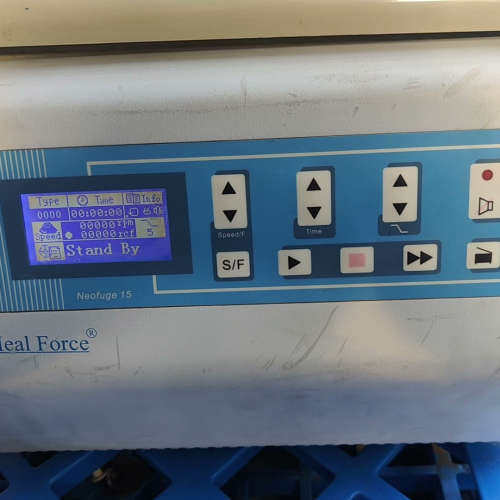 Type Time Info
0000 00:00:00
00000 rpm
Speed 00000 rcf 5
Stand By
Speed/F
Time
S/F
Neofuge 15
eal Force®